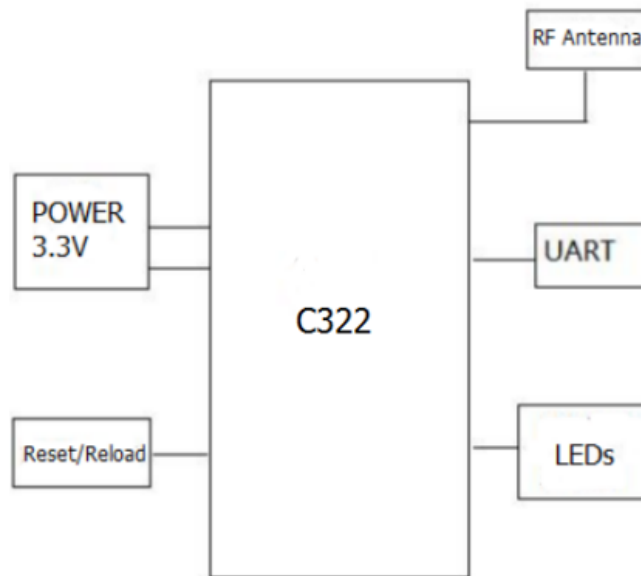 RF Antenna
POWER
3.3V
UART
C322
Reset/Reload
LEDs